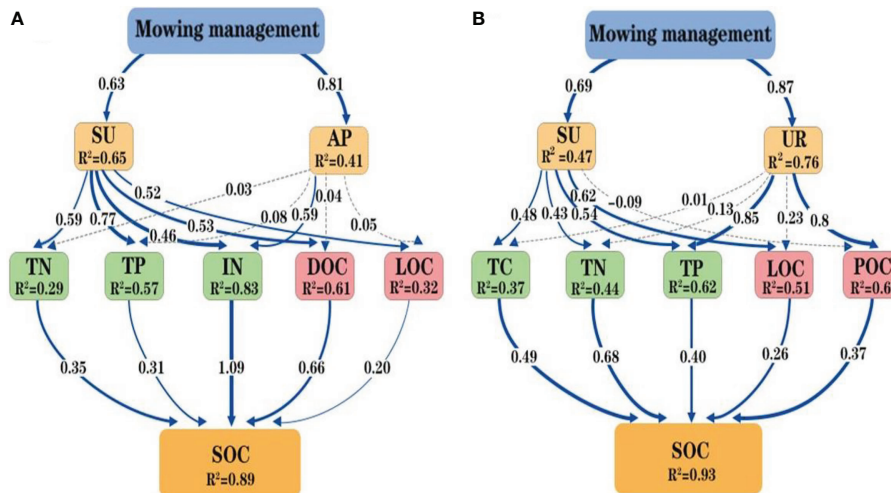 A
Mowing management
0.63
0.81
SU
R²=0.65
AP
R²=0.41
0.03
0.52
0.04
0.59
0.77
0.46
0.53
0.08
0.59
0.05
TN
R²=0.29
TP
R²=0.57
IN
R²=0.83
DOC
R²=0.61
LOC
R²=0.32
0.35
0.31
1.09
0.66
0.20
SOC
R²=0.89
B
Mowing management
0.69
0.87
SU
R²=0.47
UR
R²=0.76
0.62
−0.09
0.01
0.48
0.43
0.54
0.13
0.85
0.23
0.8
TC
R²=0.37
TN
R²=0.44
TP
R²=0.62
LOC
R²=0.51
POC
R²=0.6
0.49
0.68
0.40
0.26
0.37
SOC
R²=0.93